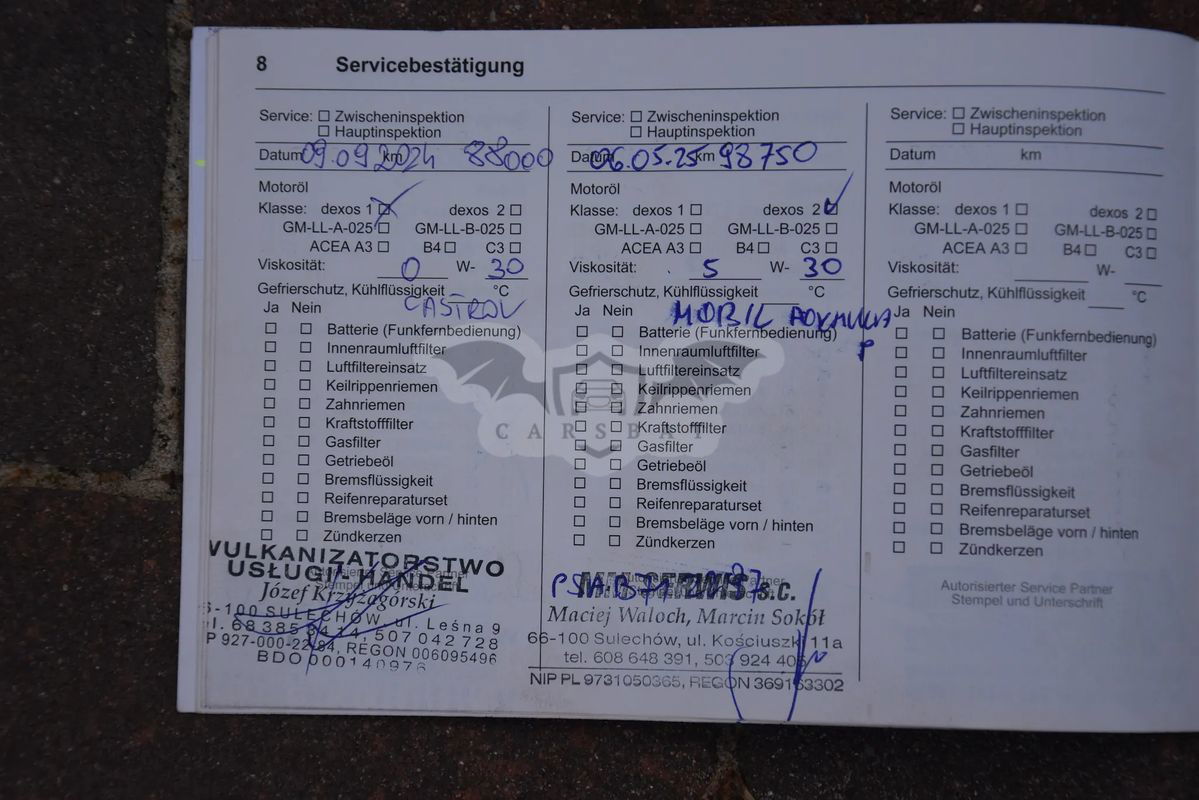 8 Servicebestätigung
Service: ☐ Zwischeninspektion
☐ Hauptinspektion
Datum 09.09.2024 km 88000
Motoröl
Klasse: dexos 1 ☒ dexos 2 ☐
GM-LL-A-025 ☐ GM-LL-B-025 ☐
ACEA A3 ☐ B4 ☐ C3 ☐
Viskosität: 0 W- 30
Gefrierschutz, Kühlflüssigkeit °C
CASTROL
Ja Nein
☐ ☐ Batterie (Funkfernbedienung)
☐ ☐ Innenraumluftfilter
☐ ☐ Luftfiltereinsatz
☐ ☐ Keilrippenriemen
☐ ☐ Zahnriemen
☐ ☐ Kraftstofffilter
☐ ☐ Gasfilter
☐ ☐ Getriebeöl
☐ ☐ Bremsflüssigkeit
☐ ☐ Reifenreparaturset
☐ ☐ Bremsbeläge vorn / hinten
☐ ☐ Zündkerzen
WULKANIZATORSTWO
USŁUGI - HANDEL
Józef Krzyżagórski
66-100 SULECHÓW, ul. Leśna 9
507 042 728
REGON 006095496
BDO 000140976
Service: ☐ Zwischeninspektion
☐ Hauptinspektion
Datum 06.05.25 km 98750
Motoröl
Klasse: dexos 1 ☐ dexos 2 ☑
GM-LL-A-025 ☐ GM-LL-B-025 ☐
ACEA A3 ☐ B4 ☐ C3 ☐
Viskosität: 5 W- 30
Gefrierschutz, Kühlflüssigkeit °C
MOBIL
P
Ja Nein
☐ ☐ Batterie (Funkfernbedienung)
☐ ☐ Innenraumluftfilter
☐ ☐ Luftfiltereinsatz
☐ ☐ Keilrippenriemen
☐ ☐ Zahnriemen
☐ ☐ Kraftstofffilter
☐ ☐ Gasfilter
☐ ☐ Getriebeöl
☐ ☐ Bremsflüssigkeit
☐ ☐ Reifenreparaturset
☐ ☐ Bremsbeläge vorn / hinten
☐ ☐ Zündkerzen
PSA B71 s.c.
Maciej Waloch, Marcin Sokół
66-100 Sulechów, ul. Kościuszki 11a
tel. 608 648 391, 503 924
NIP PL 9731050365, REGON 369163302
Service: ☐ Zwischeninspektion
☐ Hauptinspektion
Datum km
Motoröl
Klasse: dexos 1 ☐ dexos 2 ☐
GM-LL-A-025 ☐ GM-LL-B-025 ☐
ACEA A3 ☐ B4 ☐ C3 ☐
Viskosität: W-
Gefrierschutz, Kühlflüssigkeit °C
Ja Nein
☐ ☐ Batterie (Funkfernbedienung)
☐ ☐ Innenraumluftfilter
☐ ☐ Luftfiltereinsatz
☐ ☐ Keilrippenriemen
☐ ☐ Zahnriemen
☐ ☐ Kraftstofffilter
☐ ☐ Gasfilter
☐ ☐ Getriebeöl
☐ ☐ Bremsflüssigkeit
☐ ☐ Reifenreparaturset
☐ ☐ Bremsbeläge vorn / hinten
☐ ☐ Zündkerzen
Autorisierter Service Partner
Stempel und Unterschrift
CARSBAT